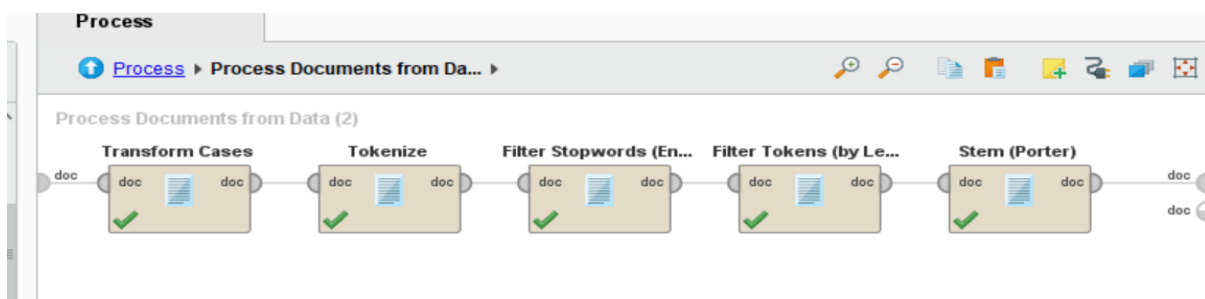 Process
Process Documents from Da...
Process Documents from Data (2)
Transform Cases Tokenize Filter Stopwords (En... Filter Tokens (by Le... Stem (Porter)
doc doc doc doc doc doc doc doc doc doc doc doc
doc